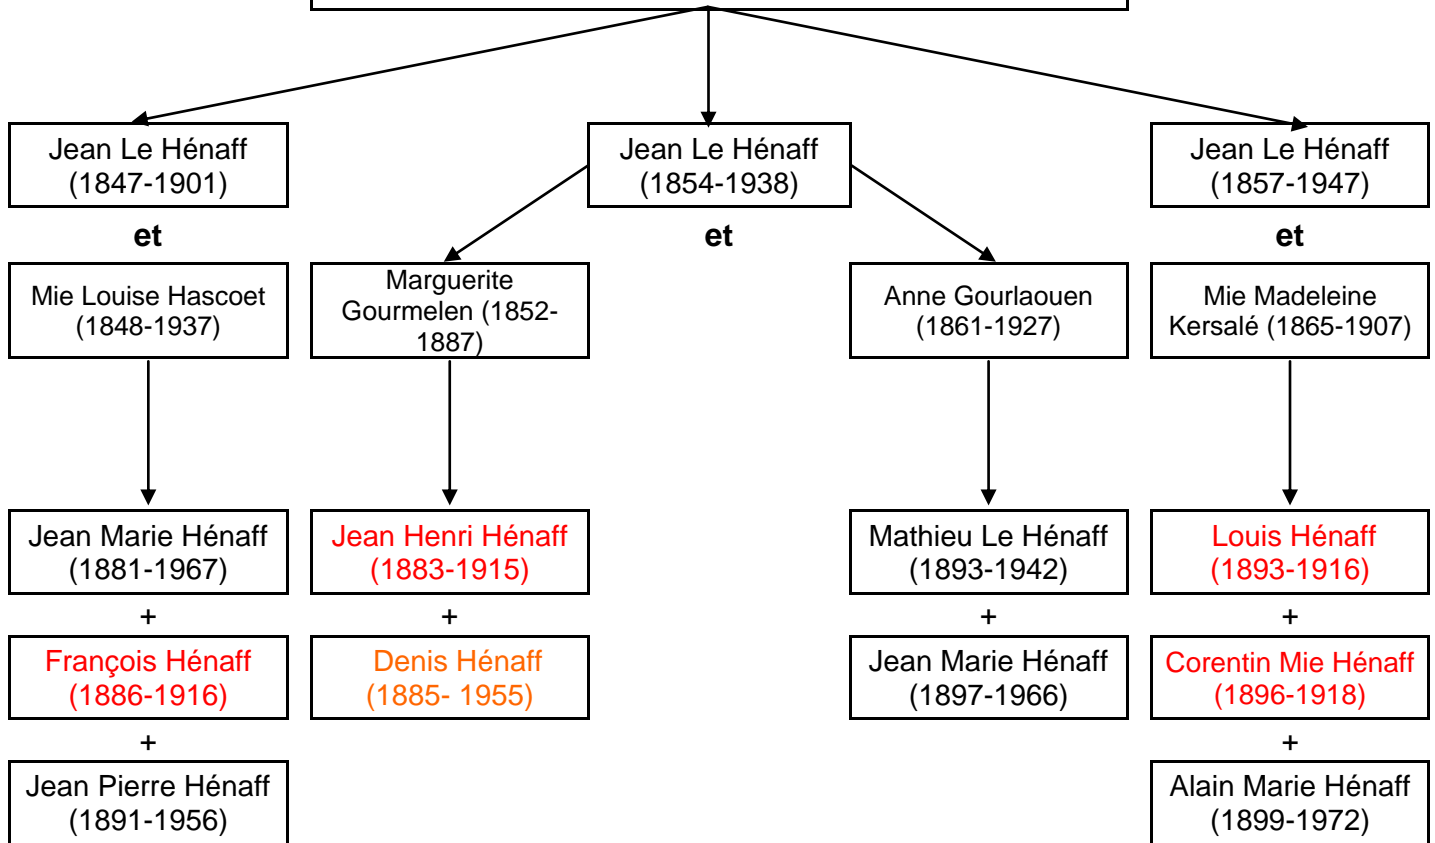 Jean Le Hénaff
(1847-1901)
Jean Le Hénaff
(1854-1938)
Jean Le Hénaff
(1857-1947)
et
et
et
Mie Louise Hascoet
(1848-1937)
Marguerite
Gourmelen (1852-
1887)
Anne Gourlaouen
(1861-1927)
Mie Madeleine
Kersalé (1865-1907)
Jean Marie Hénaff
(1881-1967)
Jean Henri Hénaff
(1883-1915)
Mathieu Le Hénaff
(1893-1942)
Louis Hénaff
(1893-1916)
+
+
+
+
François Hénaff
(1886-1916)
Denis Hénaff
(1885- 1955)
Jean Marie Hénaff
(1897-1966)
Corentin Mie Hénaff
(1896-1918)
+
+
Jean Pierre Hénaff
(1891-1956)
Alain Marie Hénaff
(1899-1972)